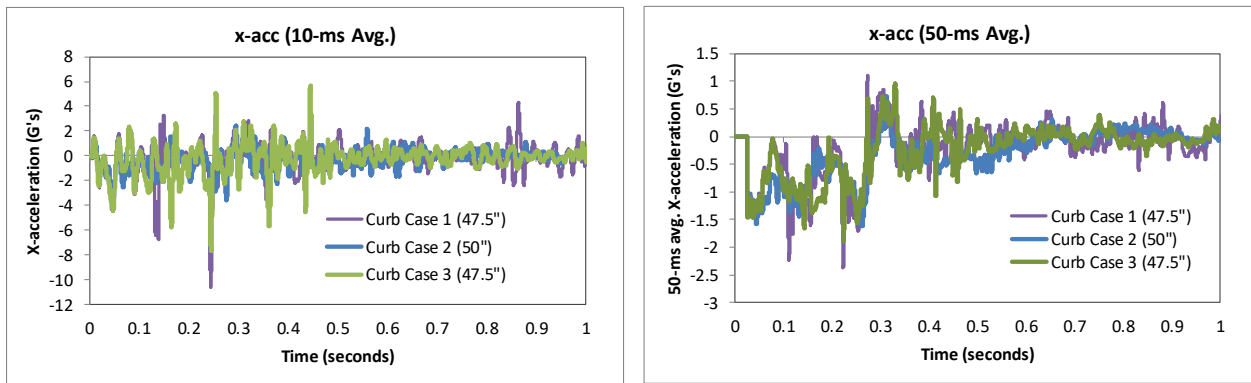 x-acc (10-ms Avg.)
X-acceleration (G's)
8
6
4
2
0
-2
-4
-6
-8
-10
-12
Curb Case 1 (47.5")
Curb Case 2 (50")
Curb Case 3 (47.5")
0 0.1 0.2 0.3 0.4 0.5 0.6 0.7 0.8 0.9 1
Time (seconds)
x-acc (50-ms Avg.)
50-ms avg. X-acceleration (G's)
1.5
1
0.5
0
-0.5
-1
-1.5
-2
-2.5
-3
Curb Case 1 (47.5")
Curb Case 2 (50")
Curb Case 3 (47.5")
0 0.1 0.2 0.3 0.4 0.5 0.6 0.7 0.8 0.9 1
Time (seconds)